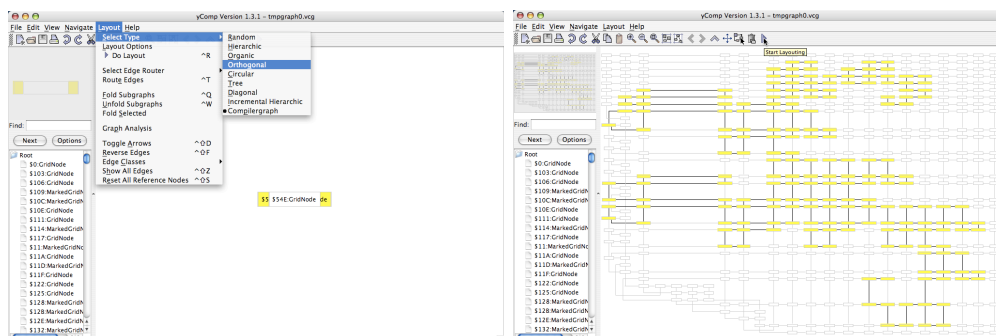 yComp Version 1.3.1 - tmpgraph0.vcg
File Edit View Navigate Layout Help
Select Type
Layout Options
Do Layout ^R
Select Edge Router
Route Edges ^T
Fold Subgraphs ^Q
Unfold Subgraphs ^W
Fold Selected
Graph Analysis
Toggle Arrows ^⇧D
Reverse Edges ^⇧F
Edge Classes
Show All Edges ^⇧Z
Reset All Reference Nodes ^⇧S
Random
Hierarchic
Organic
Orthogonal
Circular
Tree
Diagonal
Incremental Hierarchic
Compilergraph
Find:
Next Options
Root
$0:GridNode
$103:GridNode
$106:GridNode
$109:MarkedGridN
$10C:MarkedGridN
$10E:GridNode
$111:GridNode
$114:MarkedGridN
$117:GridNode
$11:MarkedGridNo
$11A:GridNode
$11D:MarkedGridN
$11F:GridNode
$122:GridNode
$125:GridNode
$128:MarkedGridN
$12B:MarkedGridN
$12E:MarkedGridN
$132:MarkedGridN
$5 $54E:GridNode de
yComp Version 1.3.1 - tmpgraph0.vcg
File Edit View Navigate Layout Help
Start Layouting
Find:
Next Options
Root
$0:GridNode
$103:GridNode
$106:GridNode
$109:MarkedGridN
$10C:MarkedGridN
$10E:GridNode
$111:GridNode
$114:MarkedGridN
$117:GridNode
$11:MarkedGridNo
$11A:GridNode
$11D:MarkedGridN
$11F:GridNode
$122:GridNode
$125:GridNode
$128:MarkedGridN
$12B:MarkedGridN
$12E:MarkedGridN
$132:MarkedGridN